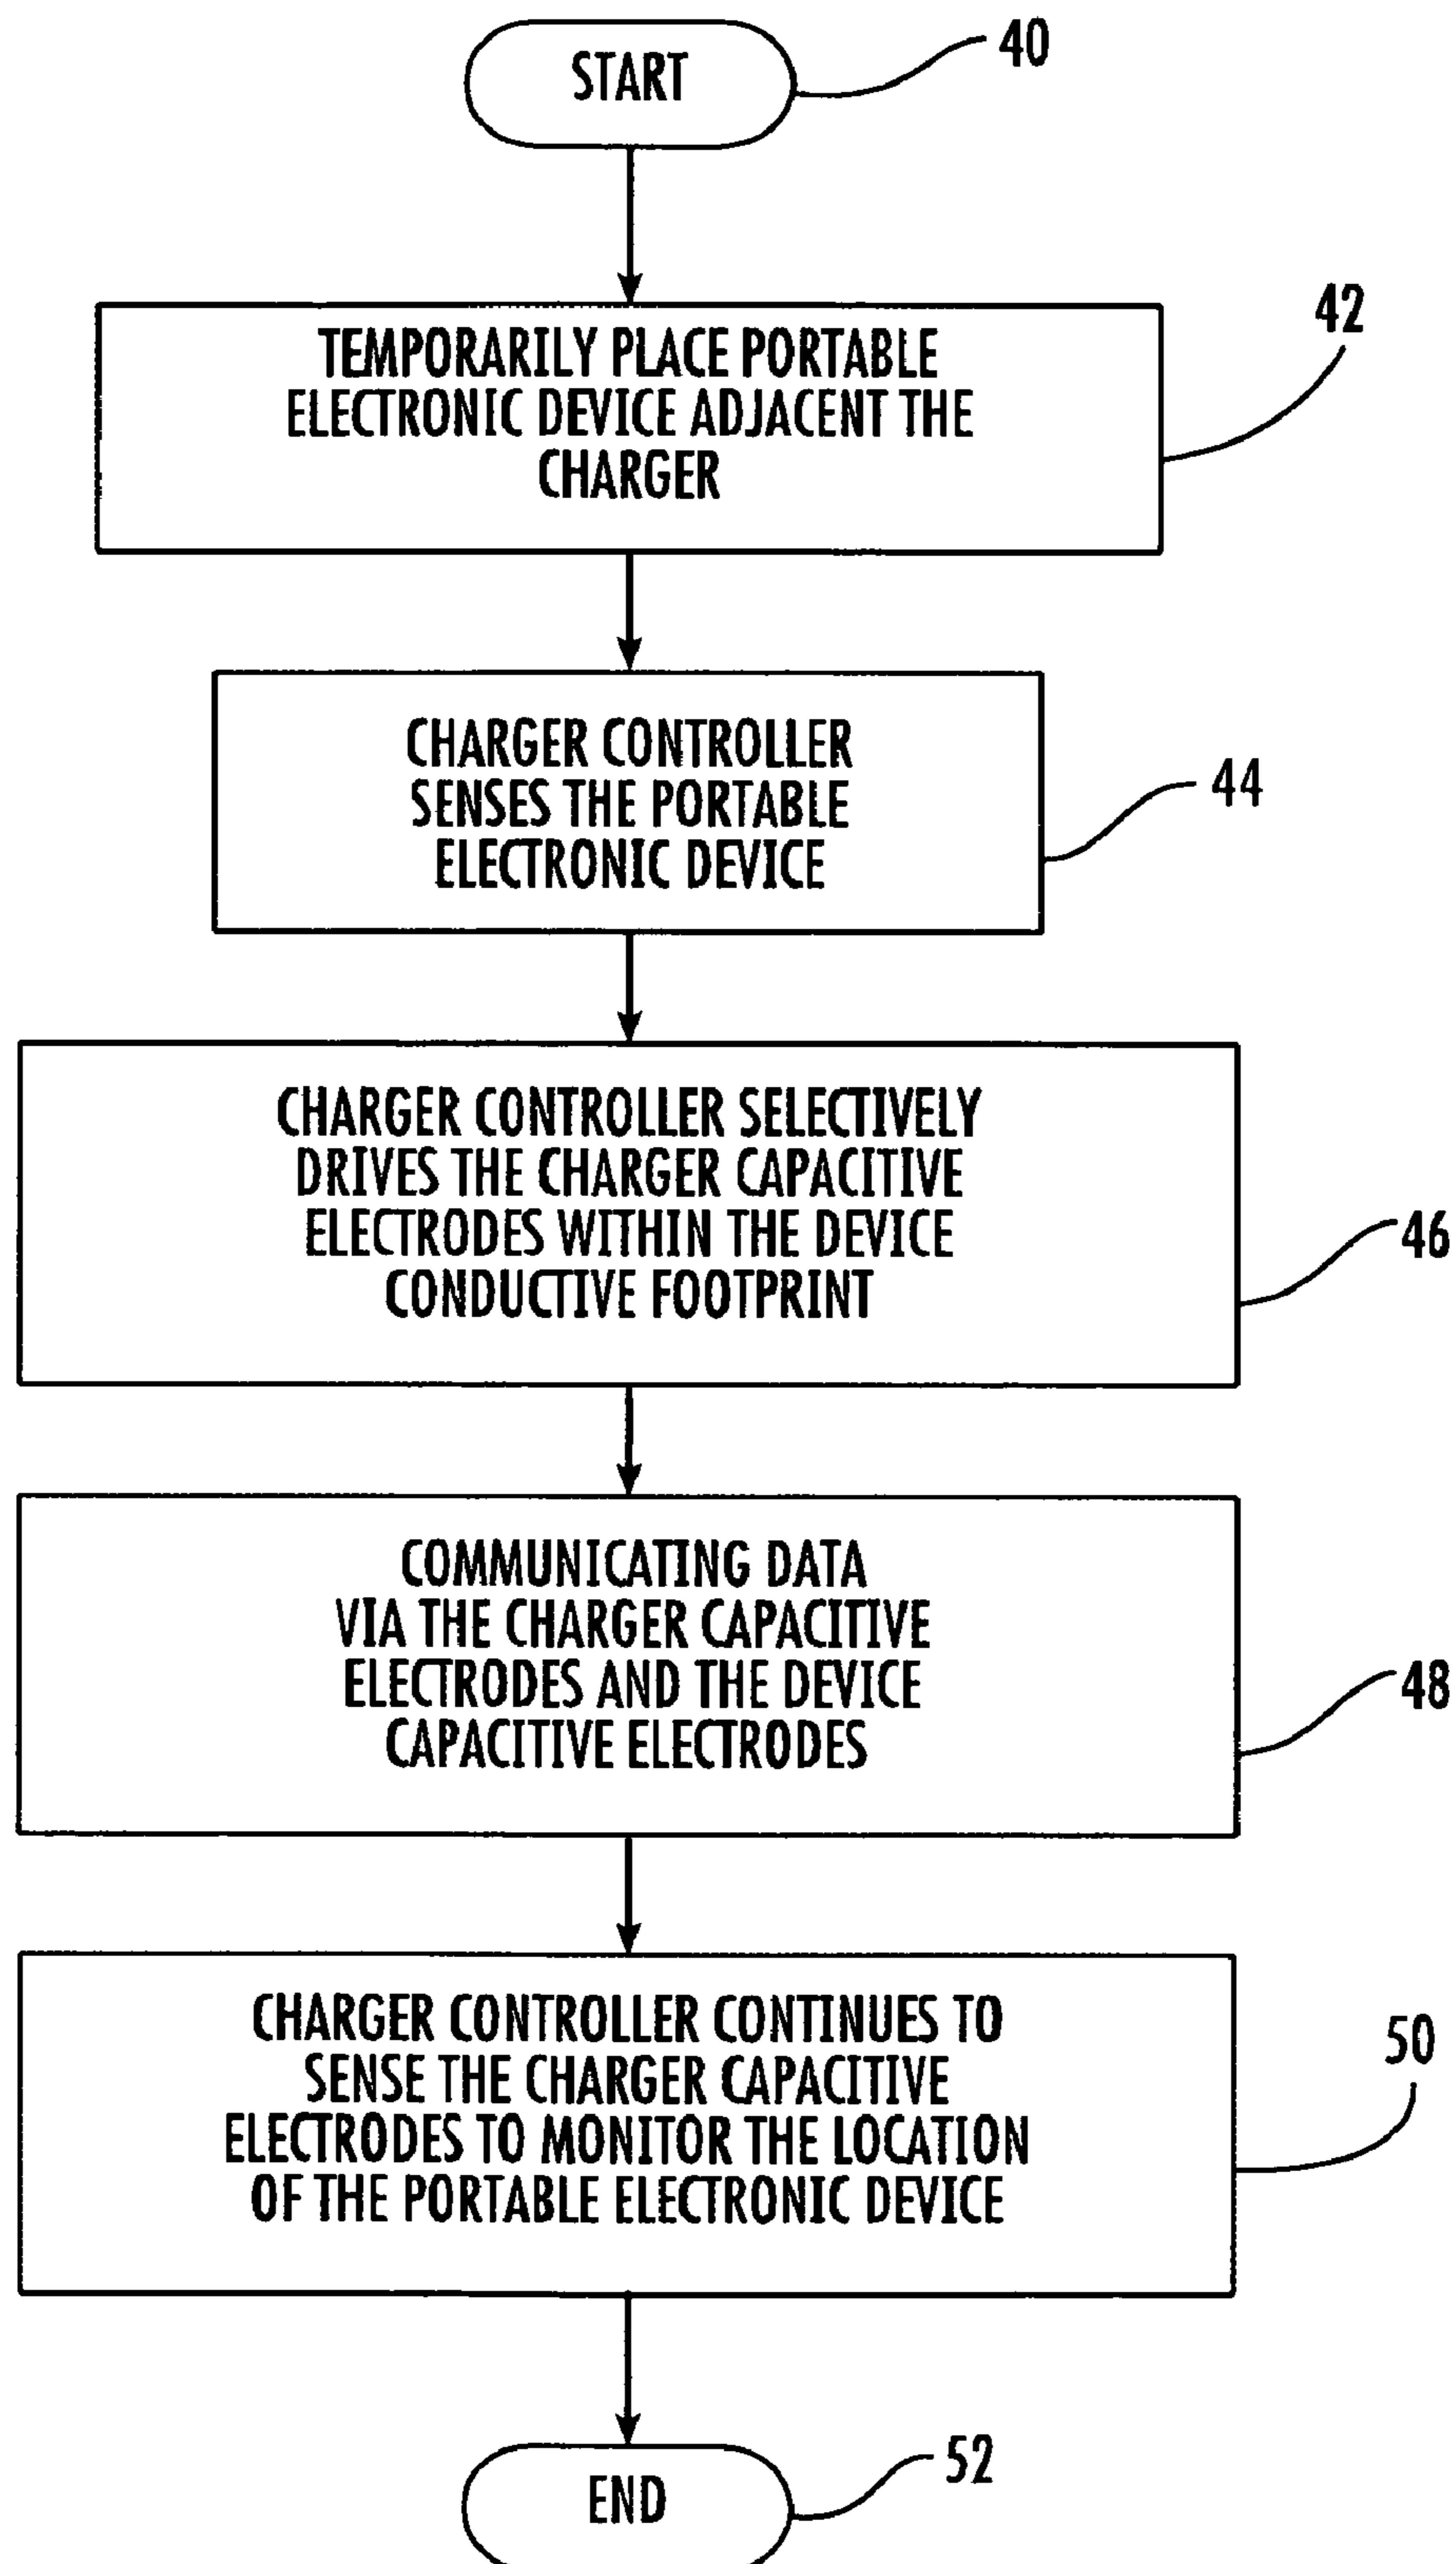 START
40
TEMPORARILY PLACE PORTABLE
ELECTRONIC DEVICE ADJACENT THE
CHARGER
42
CHARGER CONTROLLER
SENSES THE PORTABLE
ELECTRONIC DEVICE
44
CHARGER CONTROLLER SELECTIVELY
DRIVES THE CHARGER CAPACITIVE
ELECTRODES WITHIN THE DEVICE
CONDUCTIVE FOOTPRINT
46
COMMUNICATING DATA
VIA THE CHARGER CAPACITIVE
ELECTRODES AND THE DEVICE
CAPACITIVE ELECTRODES
48
CHARGER CONTROLLER CONTINUES TO
SENSE THE CHARGER CAPACITIVE
ELECTRODES TO MONITOR THE LOCATION
OF THE PORTABLE ELECTRONIC DEVICE
50
END
52